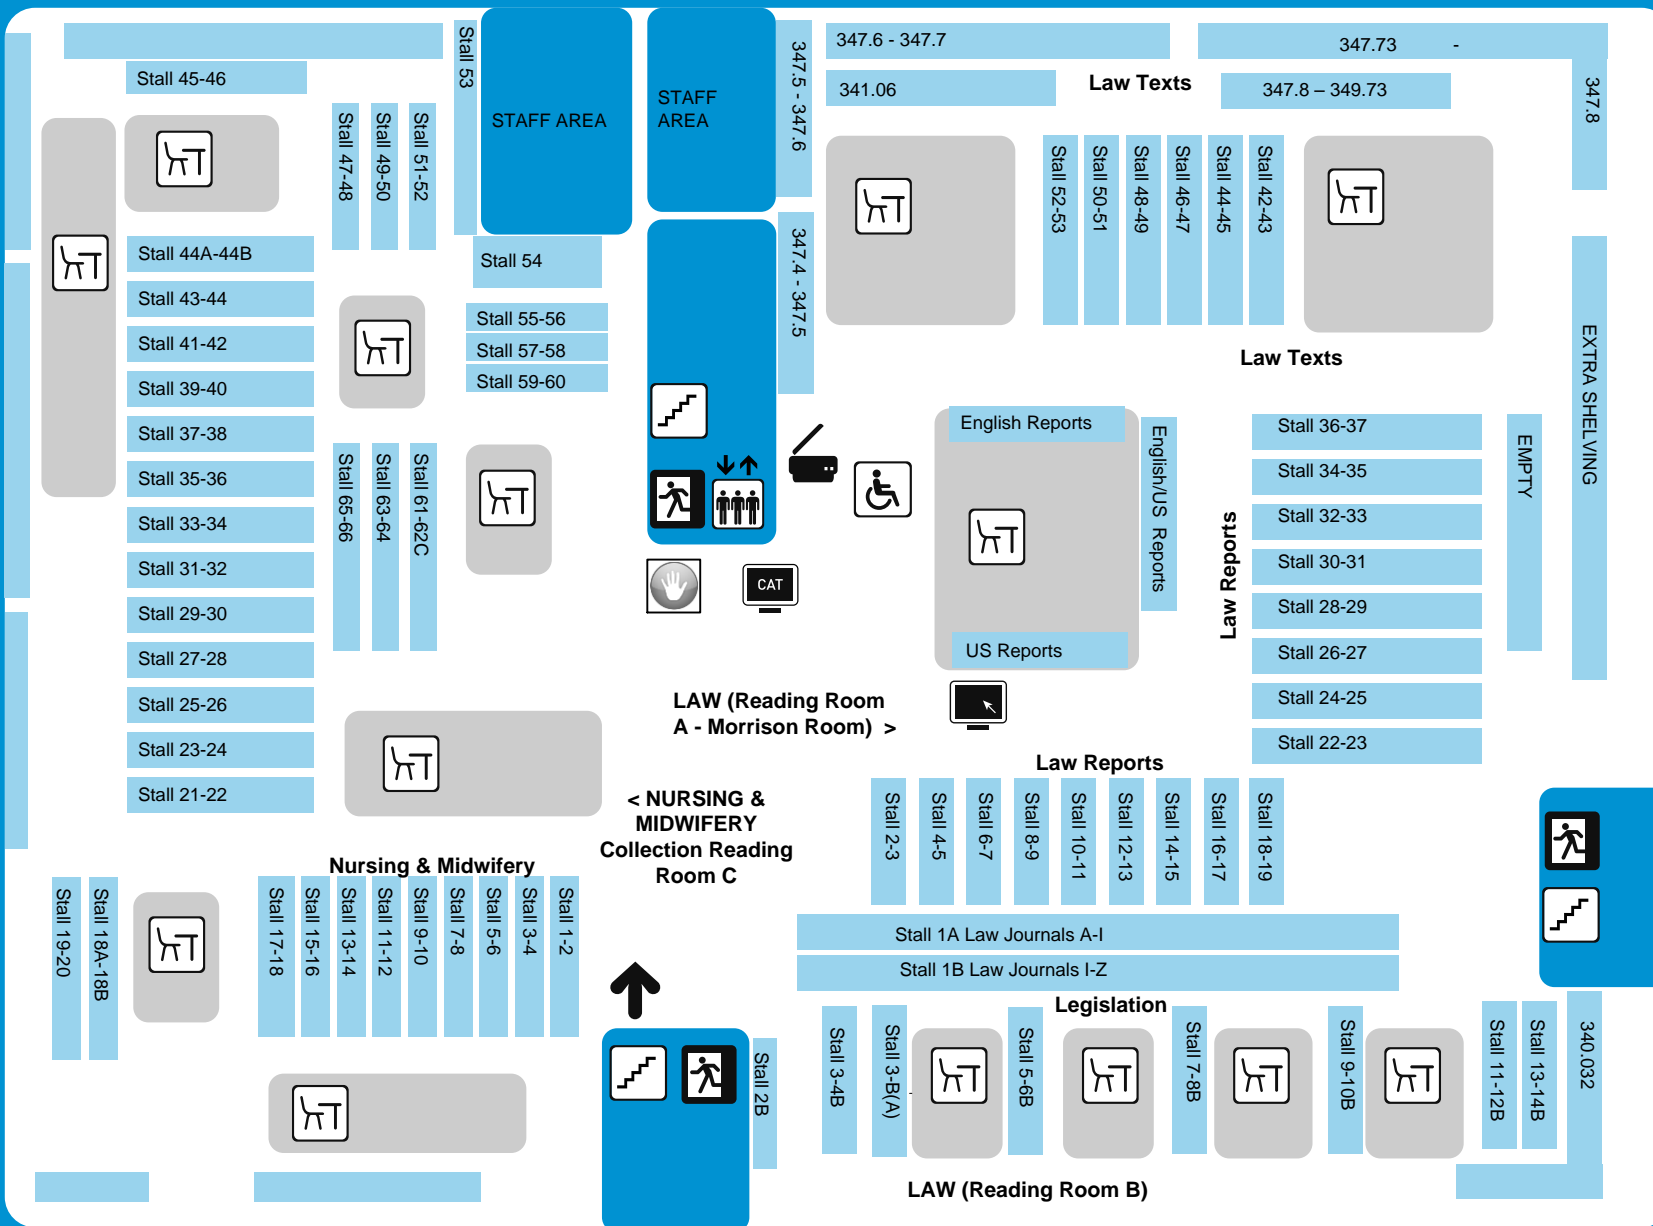 Stall 53
347.5 - 347.6
347.6 - 347.7
347.73 -
Stall 45-46
341.06
Law Texts
347.8 – 349.73
347.8
STAFF AREA
STAFF
AREA
Stall 47-48
Stall 49-50
Stall 51-52
Stall 52-53
Stall 50-51
Stall 48-49
Stall 46-47
Stall 44-45
Stall 42-43
Stall 44A-44B
Stall 54
347.4 - 347.5
Stall 43-44
Stall 55-56
Stall 41-42
Stall 57-58
Law Texts
Stall 39-40
Stall 59-60
EXTRA SHELVING
Stall 37-38
English Reports
English/US Reports
Stall 36-37
EMPTY
Stall 35-36
Stall 65-66
Stall 63-64
Stall 61-62C
Stall 34-35
Stall 33-34
Stall 32-33
Law Reports
Stall 31-32
CAT
Stall 30-31
Stall 29-30
Stall 28-29
Stall 27-28
US Reports
Stall 26-27
Stall 25-26
LAW (Reading Room
A - Morrison Room) >
Stall 24-25
Stall 23-24
Stall 22-23
Law Reports
Stall 21-22
< NURSING &
MIDWIFERY
Collection Reading
Room C
Stall 2-3
Stall 4-5
Stall 6-7
Stall 8-9
Stall 10-11
Stall 12-13
Stall 14-15
Stall 16-17
Stall 18-19
Nursing & Midwifery
Stall 19-20
Stall 18A-18B
Stall 17-18
Stall 15-16
Stall 13-14
Stall 11-12
Stall 9-10
Stall 7-8
Stall 5-6
Stall 3-4
Stall 1-2
Stall 1A Law Journals A-I
Stall 1B Law Journals I-Z
Legislation
Stall 2B
Stall 3-4B
Stall 3-B(A)
Stall 5-6B
Stall 7-8B
Stall 9-10B
Stall 11-12B
Stall 13-14B
340.032
LAW (Reading Room B)